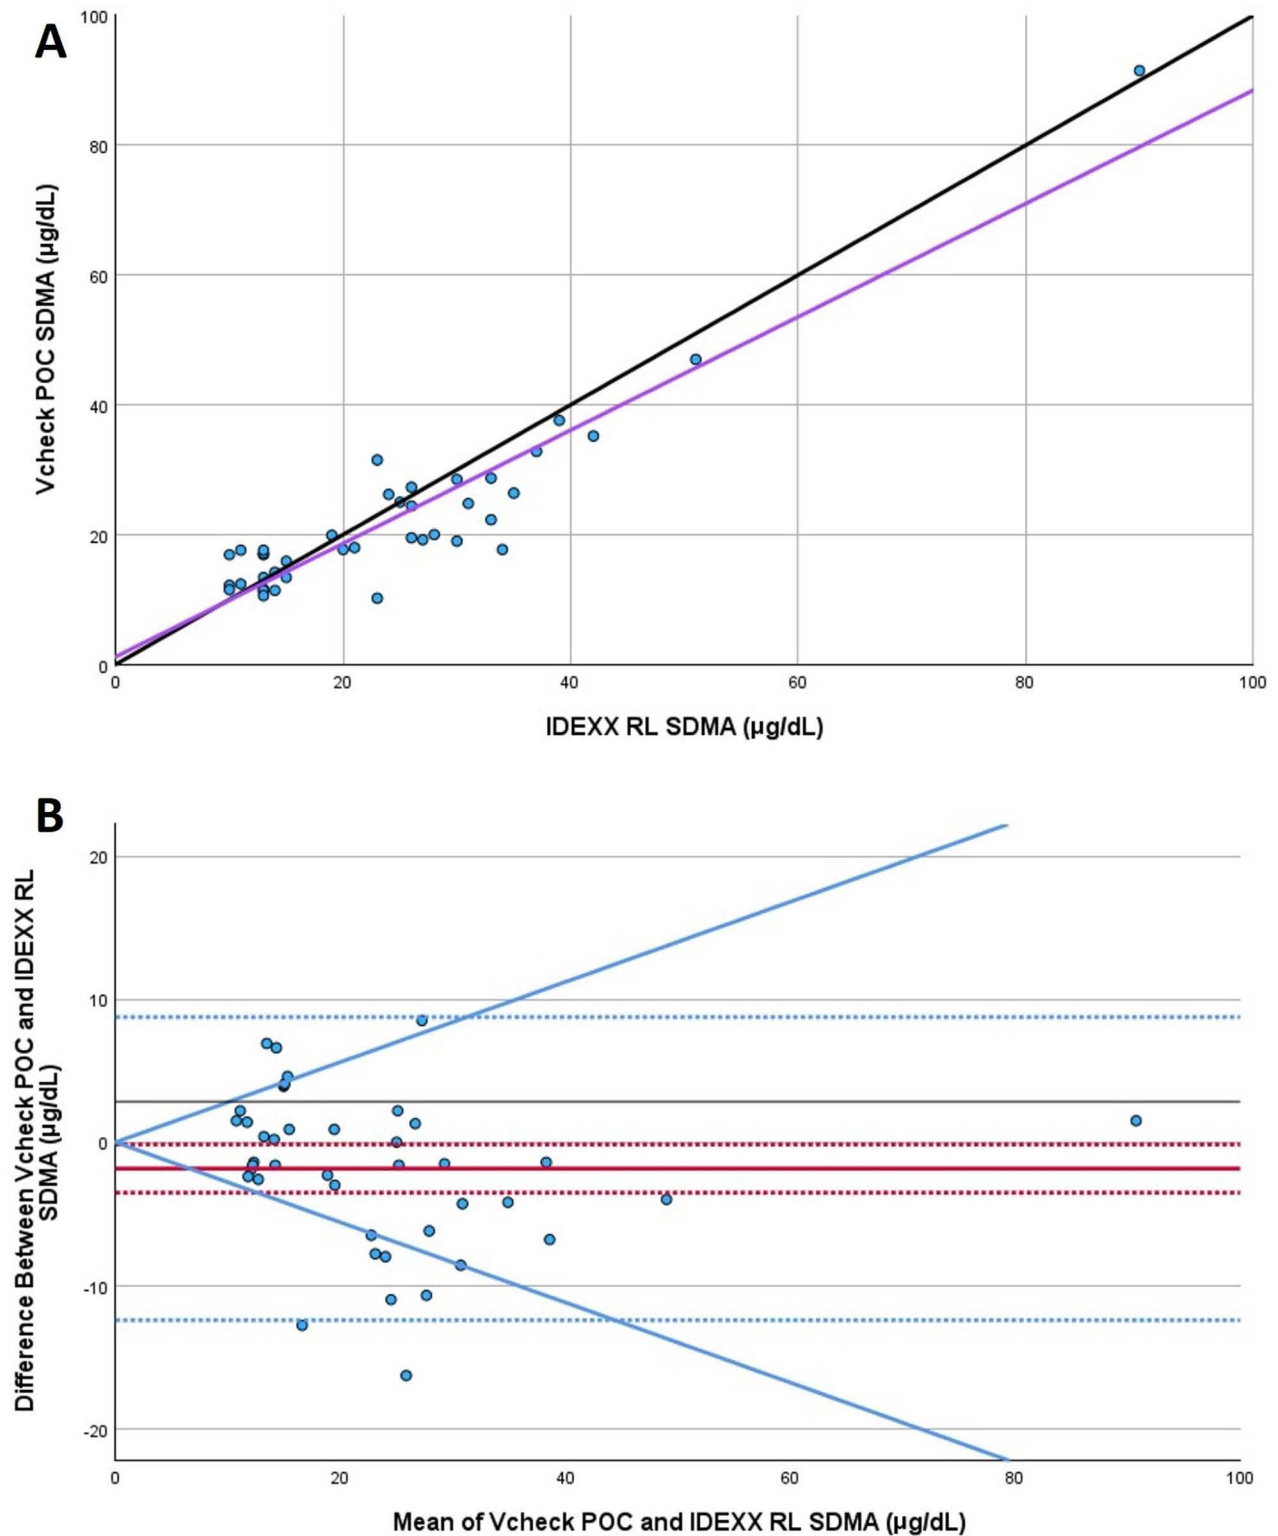 A
100
80
60
40
20
0
Vcheck POC SDMA (µg/dL)
0 20 40 60 80 100
IDEXX RL SDMA (µg/dL)
B
20
10
0
-10
-20
Difference Between Vcheck POC and IDEXX RL
SDMA (µg/dL)
0 20 40 60 80 100
Mean of Vcheck POC and IDEXX RL SDMA (µg/dL)